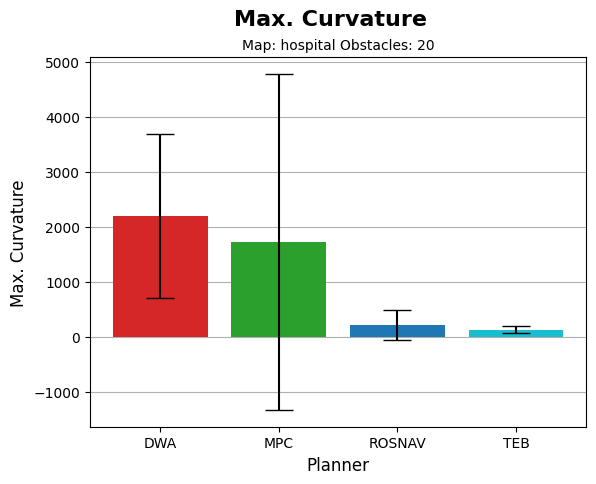 Max. Curvature
Map: hospital Obstacles: 20
Max. Curvature
5000
4000
3000
2000
1000
0
−1000
DWA
MPC
ROSNAV
TEB
Planner